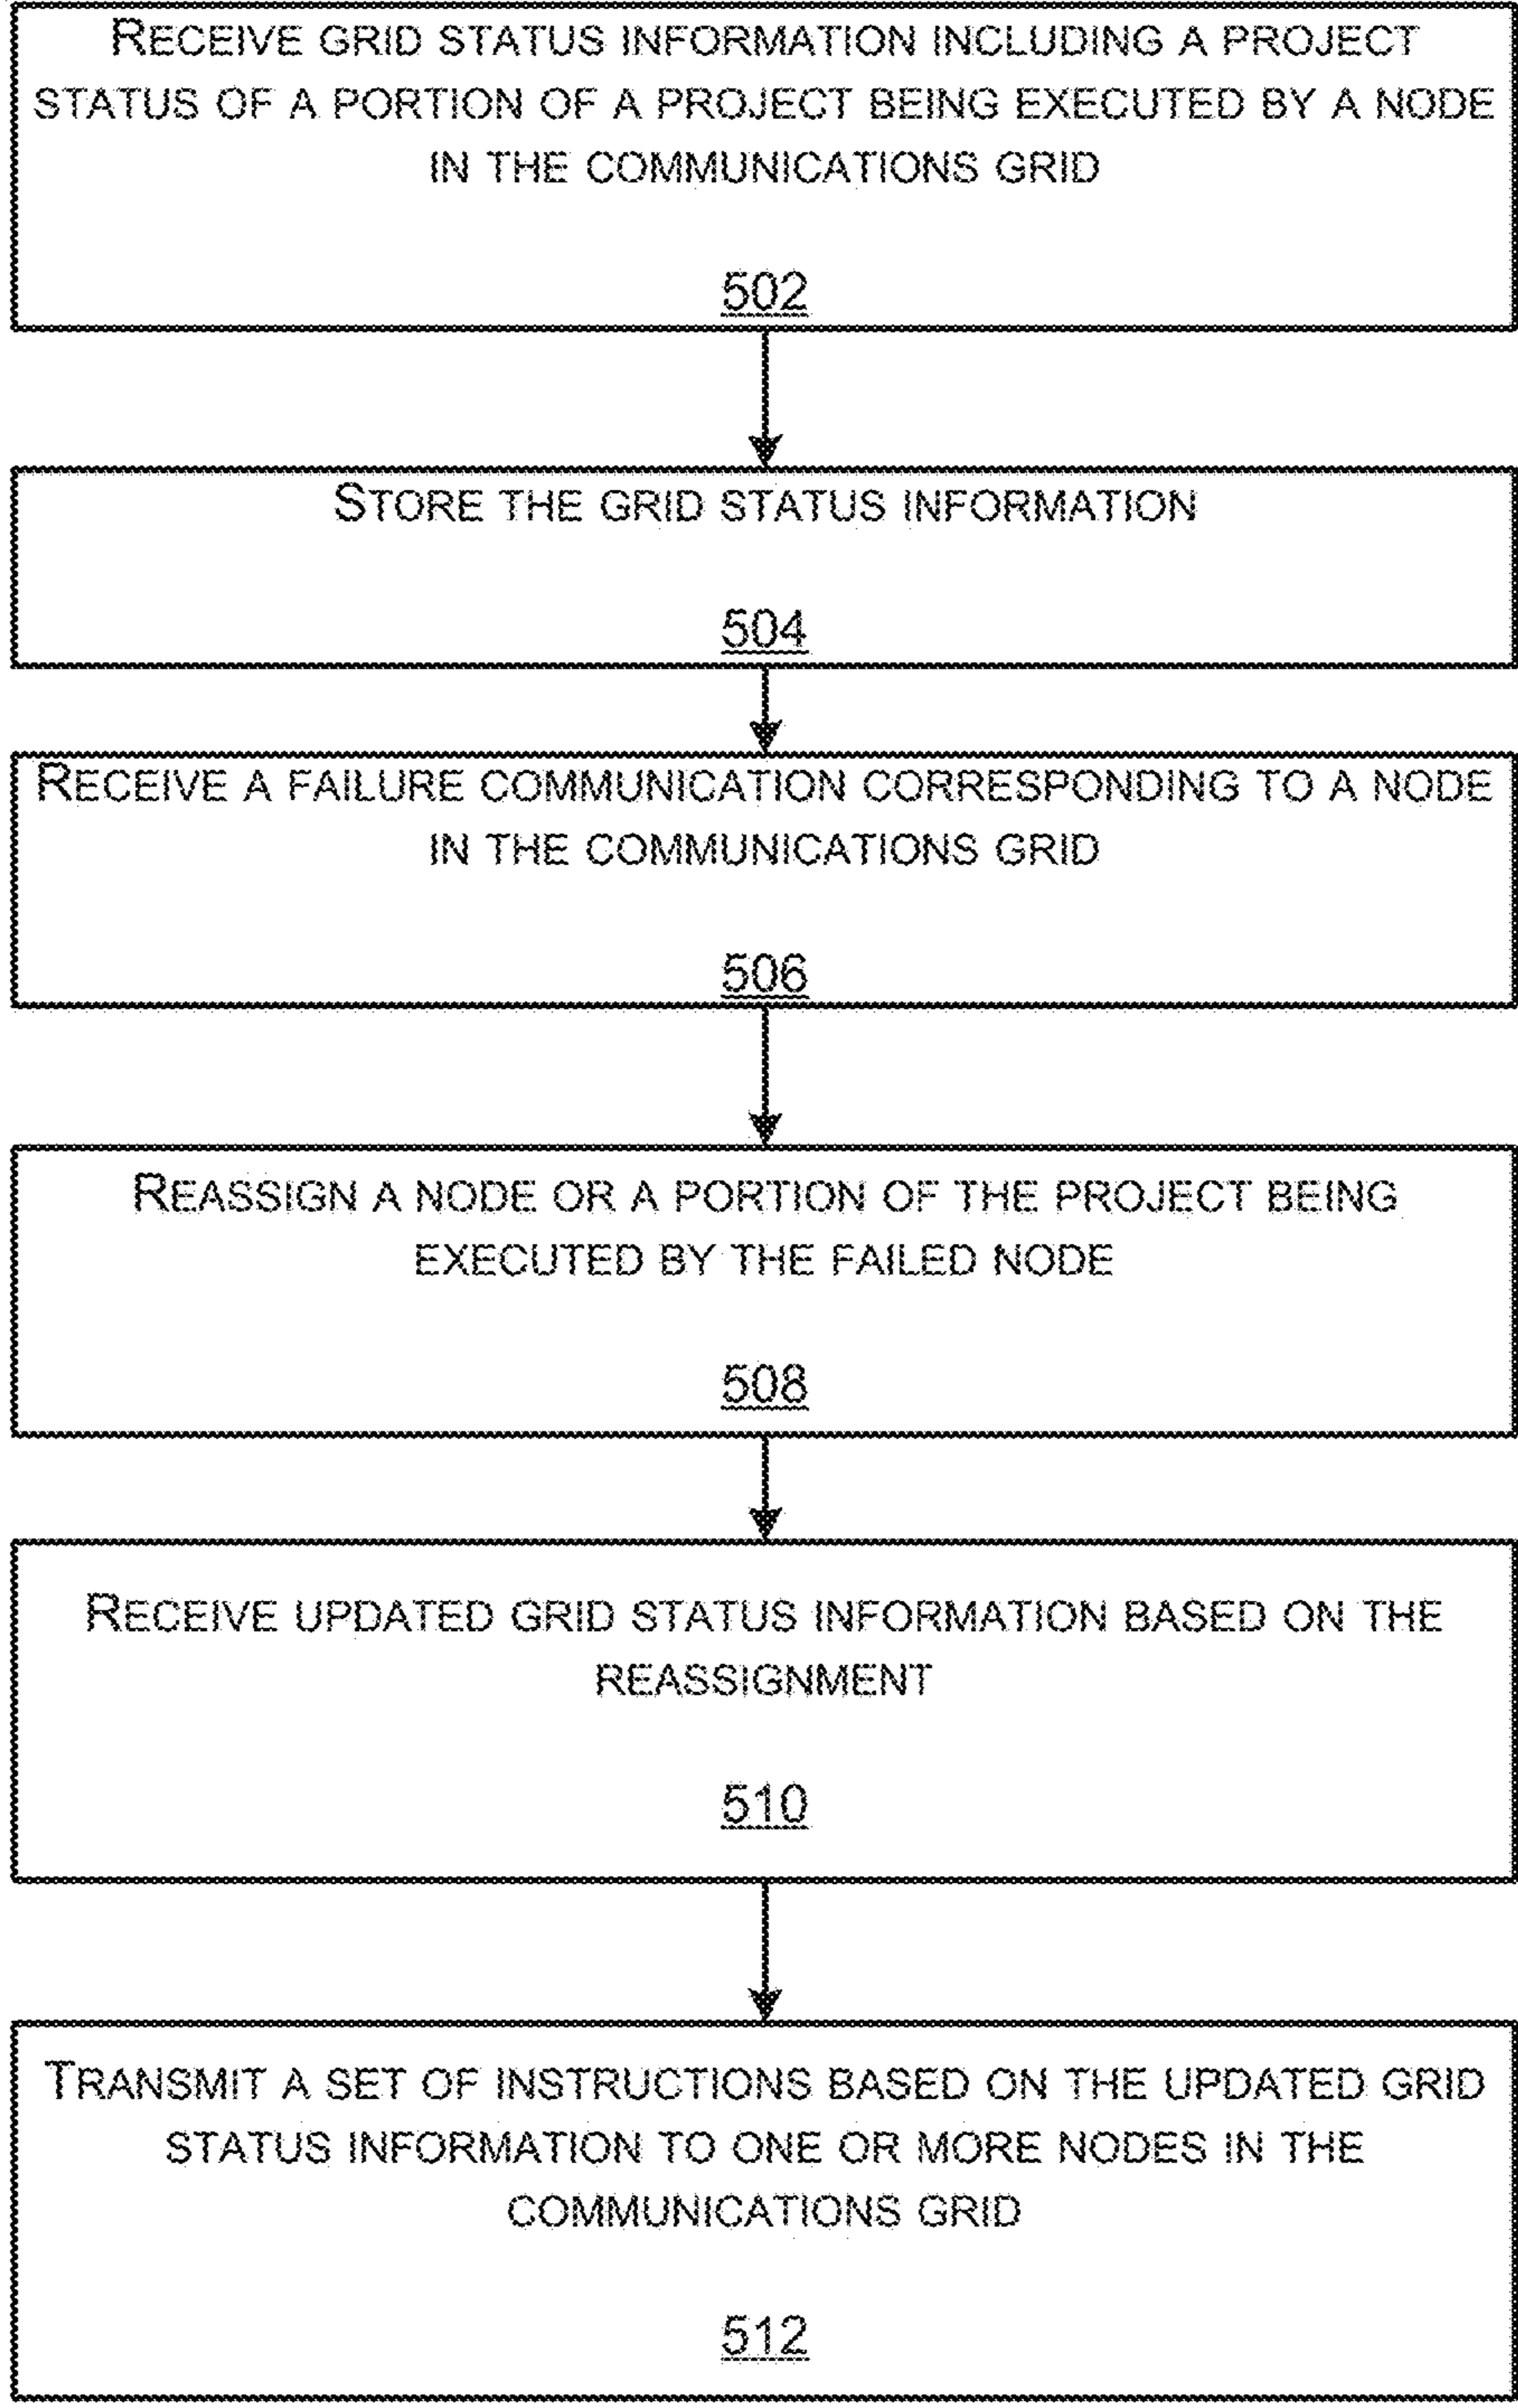 RECEIVE GRID STATUS INFORMATION INCLUDING A PROJECT
STATUS OF A PORTION OF A PROJECT BEING EXECUTED BY A NODE
IN THE COMMUNICATIONS GRID
502
STORE THE GRID STATUS INFORMATION
504
RECEIVE A FAILURE COMMUNICATION CORRESPONDING TO A NODE
IN THE COMMUNICATIONS GRID
506
REASSIGN A NODE OR A PORTION OF THE PROJECT BEING
EXECUTED BY THE FAILED NODE
508
RECEIVE UPDATED GRID STATUS INFORMATION BASED ON THE
REASSIGNMENT
510
TRANSMIT A SET OF INSTRUCTIONS BASED ON THE UPDATED GRID
STATUS INFORMATION TO ONE OR MORE NODES IN THE
COMMUNICATIONS GRID
512